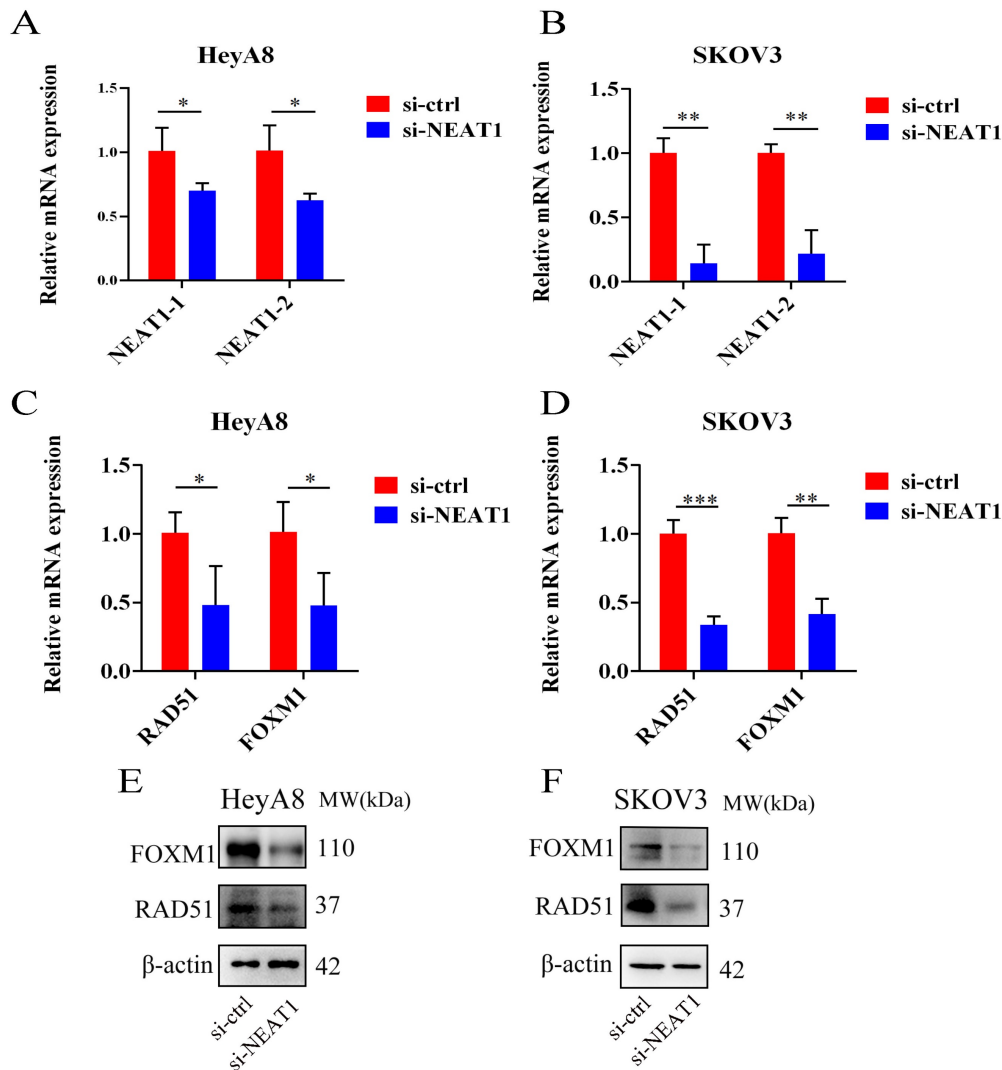 A
HeyA8
Relative mRNA expression
1.5
1.0
0.5
0.0
*
*
si-ctrl
si-NEAT1
NEAT1-1
NEAT1-2
B
SKOV3
Relative mRNA expression
1.5
1.0
0.5
0.0
**
**
si-ctrl
si-NEAT1
NEAT1-1
NEAT1-2
C
HeyA8
Relative mRNA expression
1.5
1.0
0.5
0.0
*
*
si-ctrl
si-NEAT1
RAD51
FOXM1
D
SKOV3
Relative mRNA expression
1.5
1.0
0.5
0.0
***
**
si-ctrl
si-NEAT1
RAD51
FOXM1
E
HeyA8 MW(kDa)
FOXM1 110
RAD51 37
β-actin 42
si-ctrl
si-NEAT1
F
SKOV3 MW(kDa)
FOXM1 110
RAD51 37
β-actin 42
si-ctrl
si-NEAT1